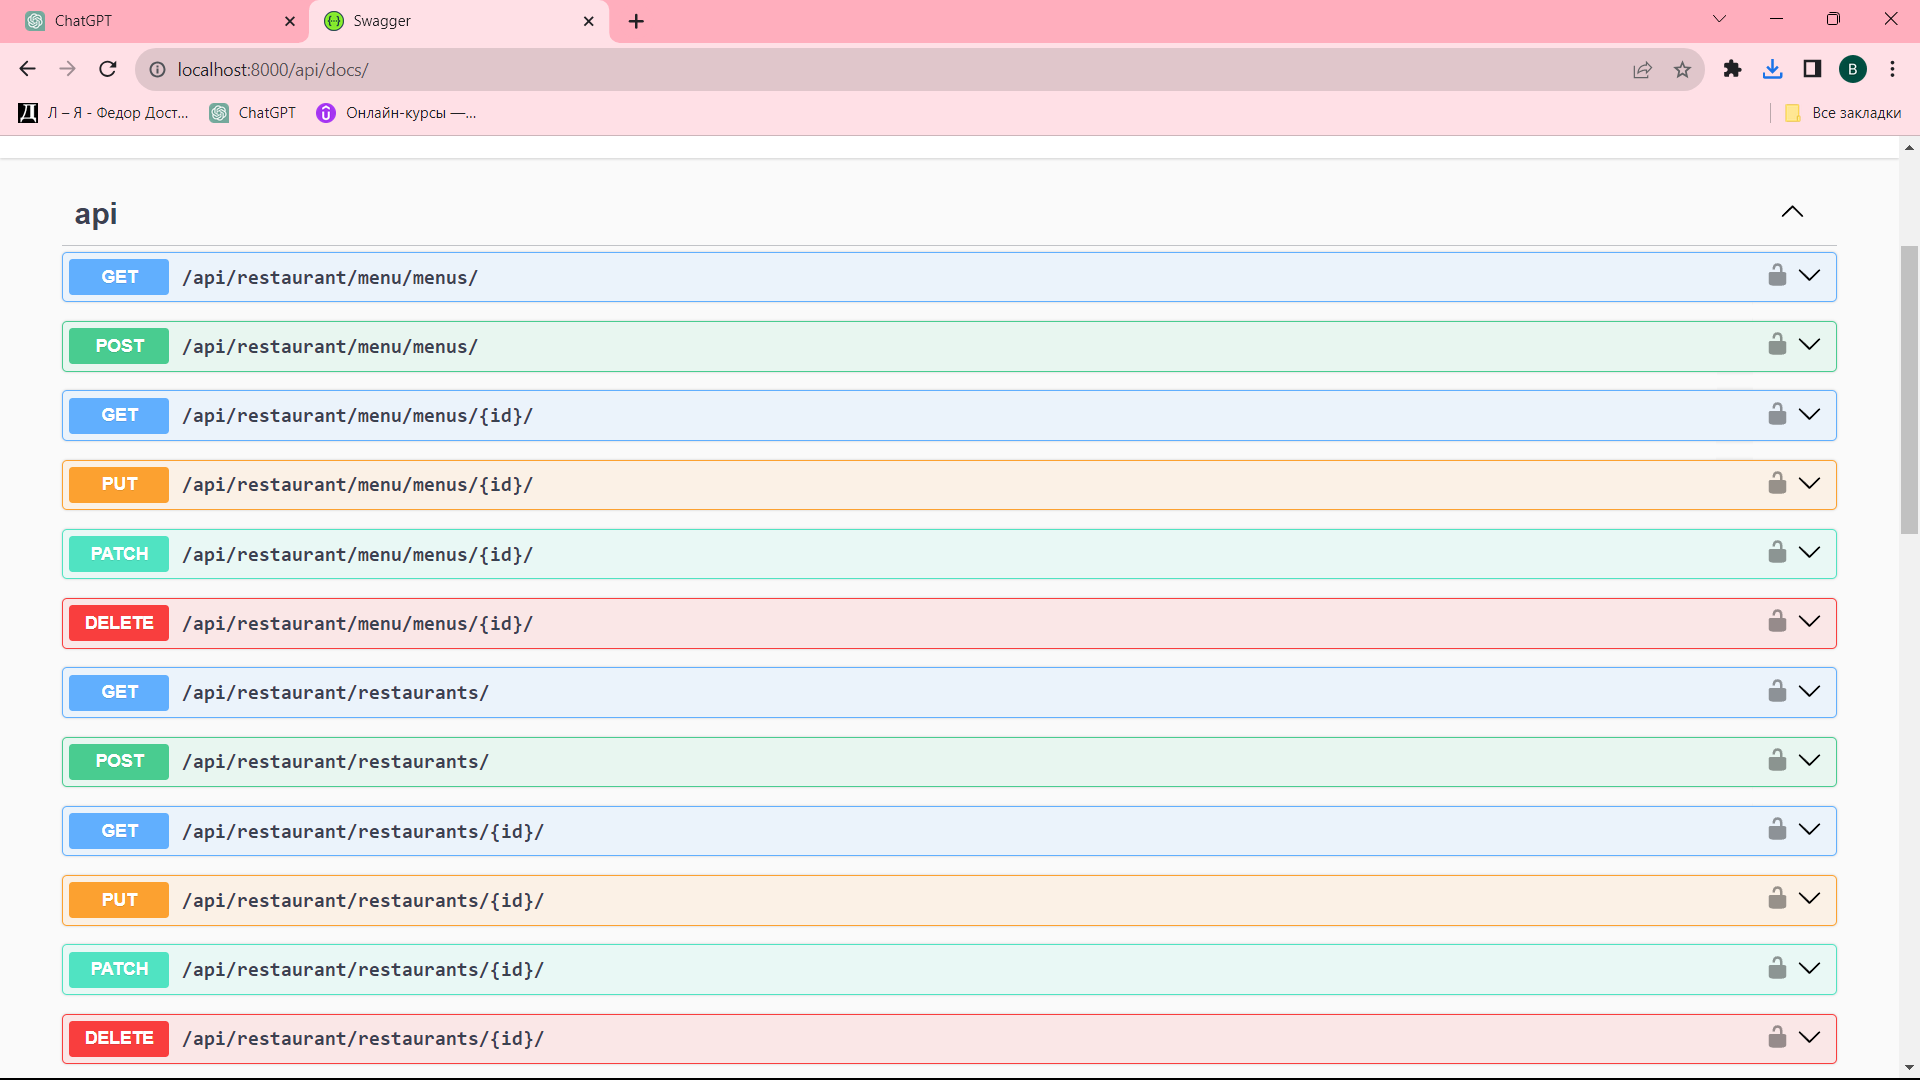 ChatGPT
Swagger
localhost:8000/api/docs/
B
Л – Я - Федор Дост...
ChatGPT
Онлайн-курсы —...
Все закладки
api
GET /api/restaurant/menu/menus/
POST /api/restaurant/menu/menus/
GET /api/restaurant/menu/menus/{id}/
PUT /api/restaurant/menu/menus/{id}/
PATCH /api/restaurant/menu/menus/{id}/
DELETE /api/restaurant/menu/menus/{id}/
GET /api/restaurant/restaurants/
POST /api/restaurant/restaurants/
GET /api/restaurant/restaurants/{id}/
PUT /api/restaurant/restaurants/{id}/
PATCH /api/restaurant/restaurants/{id}/
DELETE /api/restaurant/restaurants/{id}/